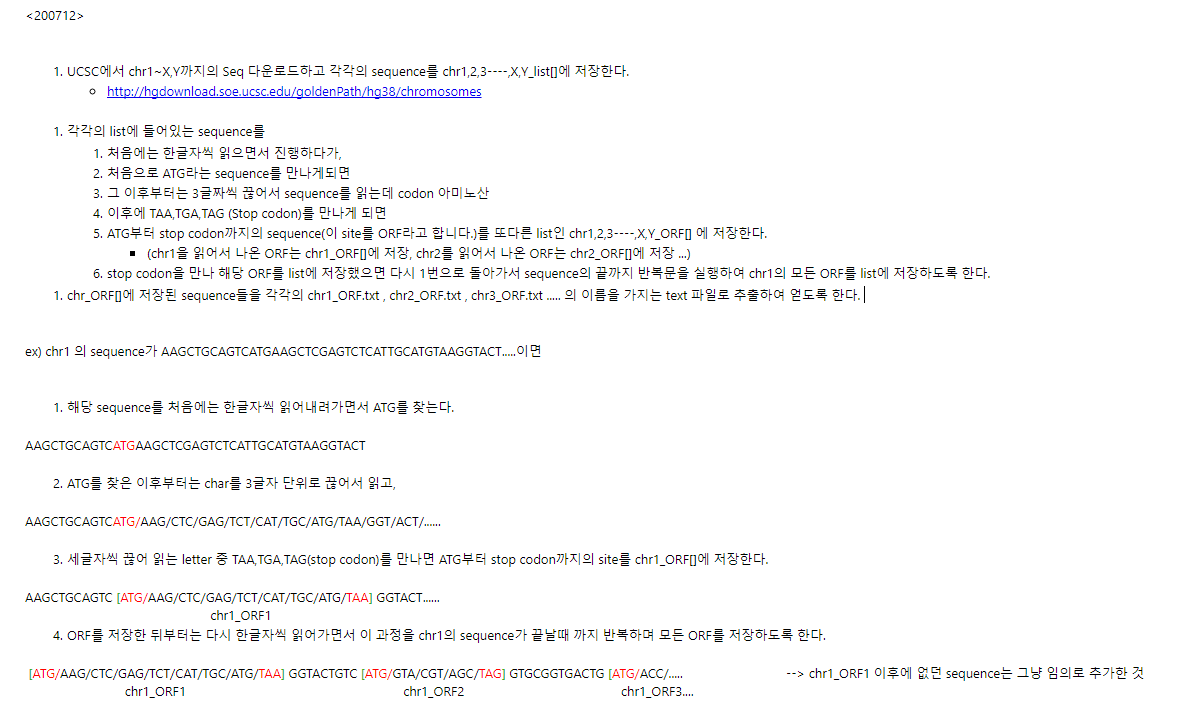 <200712>
1. UCSC에서 chr1~X,Y까지의 Seq 다운로드하고 각각의 sequence를 chr1,2,3----,X,Y_list[]에 저장한다.
http://hgdownload.soe.ucsc.edu/goldenPath/hg38/chromosomes
1. 각각의 list에 들어있는 sequence를
1. 처음에는 한글자씩 읽으면서 진행하다가,
2. 처음으로 ATG라는 sequence를 만나게되면
3. 그 이후부터는 3글짜씩 끊어서 sequence를 읽는데 codon 아미노산
4. 이후에 TAA,TGA,TAG (Stop codon)를 만나게 되면
5. ATG부터 stop codon까지의 sequence(이 site를 ORF라고 합니다.)를 또다른 list인 chr1,2,3----,X,Y_ORF[] 에 저장한다.
(chr1을 읽어서 나온 ORF는 chr1_ORF[]에 저장, chr2를 읽어서 나온 ORF는 chr2_ORF[]에 저장 ...)
6. stop codon을 만나 해당 ORF를 list에 저장했으면 다시 1번으로 돌아가서 sequence의 끝까지 반복문을 실행하여 chr1의 모든 ORF를 list에 저장하도록 한다.
1. chr_ORF[]에 저장된 sequence들을 각각의 chr1_ORF.txt , chr2_ORF.txt , chr3_ORF.txt ..... 의 이름을 가지는 text 파일로 추출하여 얻도록 한다.
ex) chr1 의 sequence가 AAGCTGCAGTCATGAAGCTCGAGTCTCATTGCATGTAAGGTACT.....이면
1. 해당 sequence를 처음에는 한글자씩 읽어내려가면서 ATG를 찾는다.
AAGCTGCAGTCATGAAGCTCGAGTCTCATTGCATGTAAGGTACT
2. ATG를 찾은 이후부터는 char를 3글자 단위로 끊어서 읽고,
AAGCTGCAGTCATG/AAG/CTC/GAG/TCT/CAT/TGC/ATG/TAA/GGT/ACT/......
3. 세글자씩 끊어 읽는 letter 중 TAA,TGA,TAG(stop codon)를 만나면 ATG부터 stop codon까지의 site를 chr1_ORF[]에 저장한다.
AAGCTGCAGTC [ATG/AAG/CTC/GAG/TCT/CAT/TGC/ATG/TAA] GGTACT......
chr1_ORF1
4. ORF를 저장한 뒤부터는 다시 한글자씩 읽어가면서 이 과정을 chr1의 sequence가 끝날때 까지 반복하며 모든 ORF를 저장하도록 한다.
[ATG/AAG/CTC/GAG/TCT/CAT/TGC/ATG/TAA] GGTACTGTC [ATG/GTA/CGT/AGC/TAG] GTGCGGTGACTG [ATG/ACC/..... --> chr1_ORF1 이후에 없던 sequence는 그냥 임의로 추가한 것
chr1_ORF1 chr1_ORF2 chr1_ORF3....